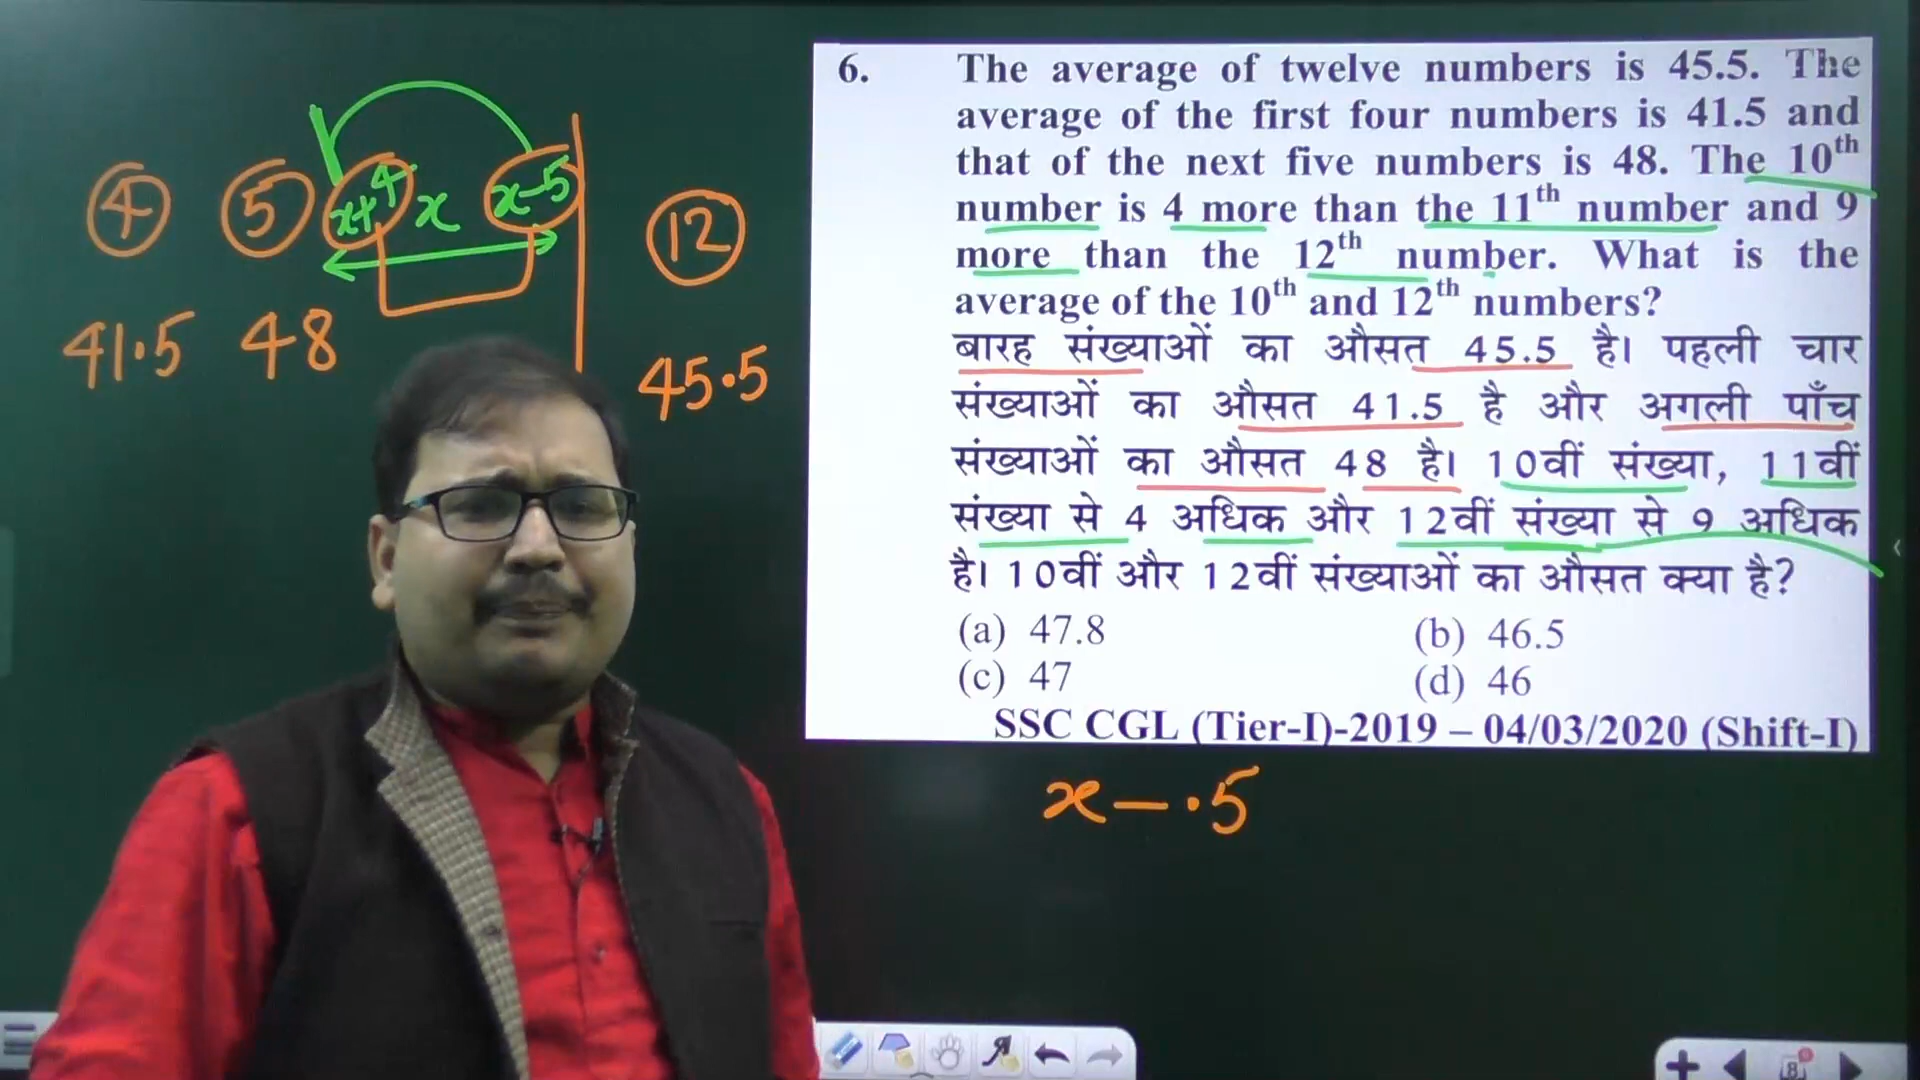 ④ ⑤ x+4 x x-5
⑫
41.5 48
45.5
6. The average of twelve numbers is 45.5. The
average of the first four numbers is 41.5 and
that of the next five numbers is 48. The 10th
number is 4 more than the 11th number and 9
more than the 12th number. What is the
average of the 10th and 12th numbers?
बारह संख्याओं का औसत 45.5 है। पहली चार
संख्याओं का औसत 41.5 है और अगली पाँच
संख्याओं का औसत 48 है। 10वीं संख्या, 11वीं
संख्या से 4 अधिक और 12वीं संख्या से 9 अधिक
है। 10वीं और 12वीं संख्याओं का औसत क्या है?
(a) 47.8 (b) 46.5
(c) 47 (d) 46
SSC CGL (Tier-I)-2019 – 04/03/2020 (Shift-I)
x - .5
8